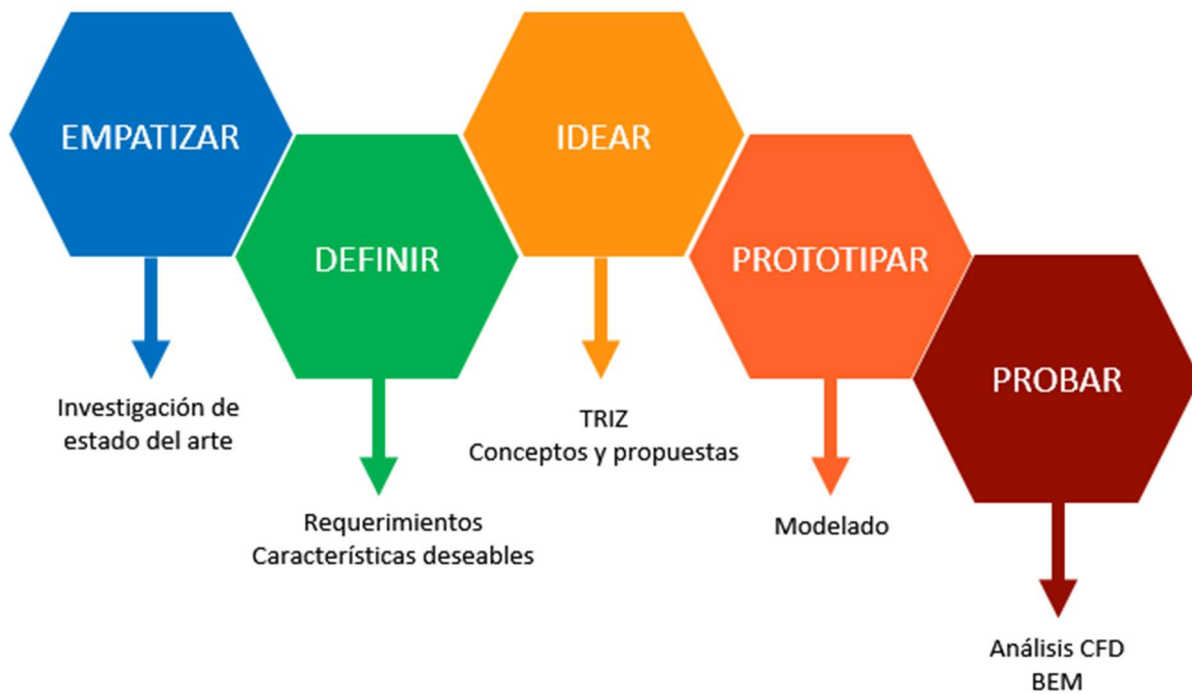 EMPATIZAR
Investigación de
estado del arte
DEFINIR
Requerimientos
Características deseables
IDEAR
TRIZ
Conceptos y propuestas
PROTOTIPAR
Modelado
PROBAR
Análisis CFD
BEM